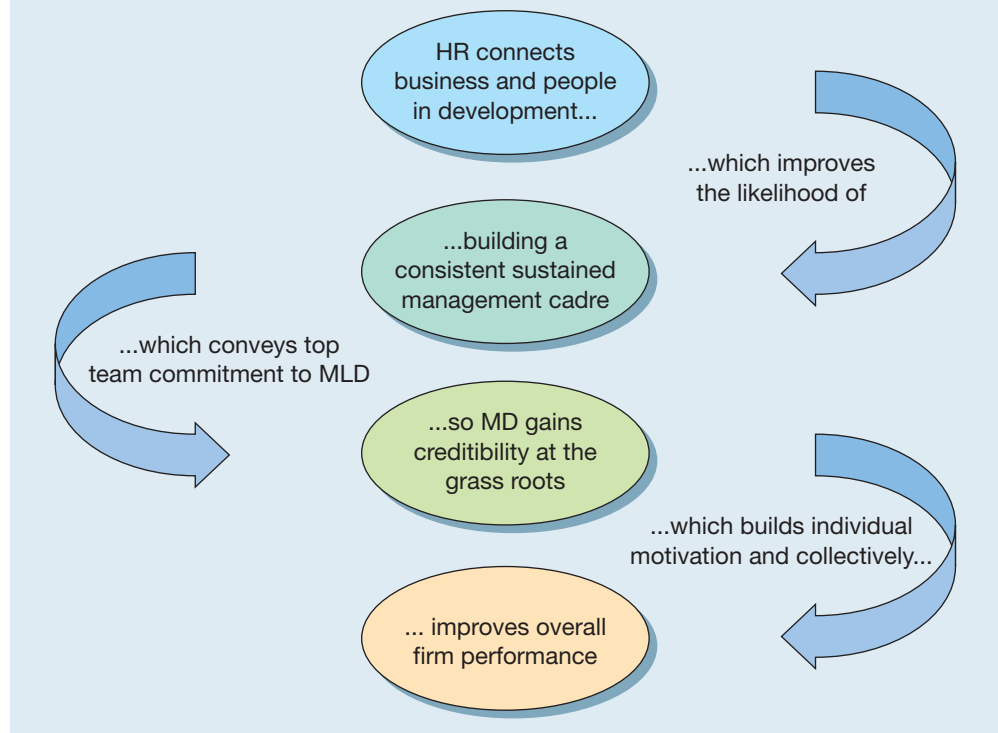 HR connects
business and people
in development...
...which improves
the likelihood of
...building a
consistent sustained
management cadre
...which conveys top
team commitment to MLD
...so MD gains
creditibility at the
grass roots
...which builds individual
motivation and collectively...
... improves overall
firm performance